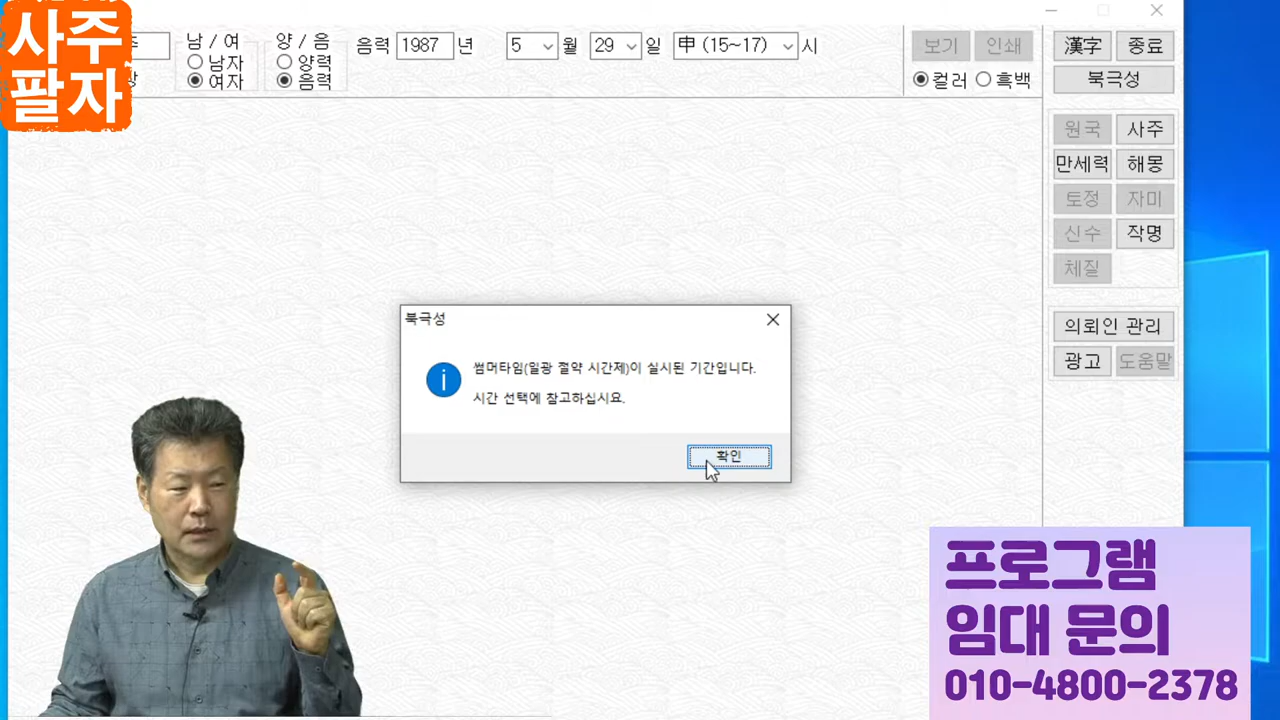 사주
팔자
주
남 / 여
남자
여자
양 / 음
양력
음력
음력 1987 년 5 월 29 일 申 (15~17) 시
보기 인쇄
컬러 흑백
漢字 종료
북극성
원국 사주
만세력 해몽
토정 자미
신수 작명
체질
의뢰인 관리
광고 도움말
북극성
썸머타임(일광 절약 시간제)이 실시된 기간입니다.
시간 선택에 참고하십시요.
확인
프로그램
임대 문의
010-4800-2378